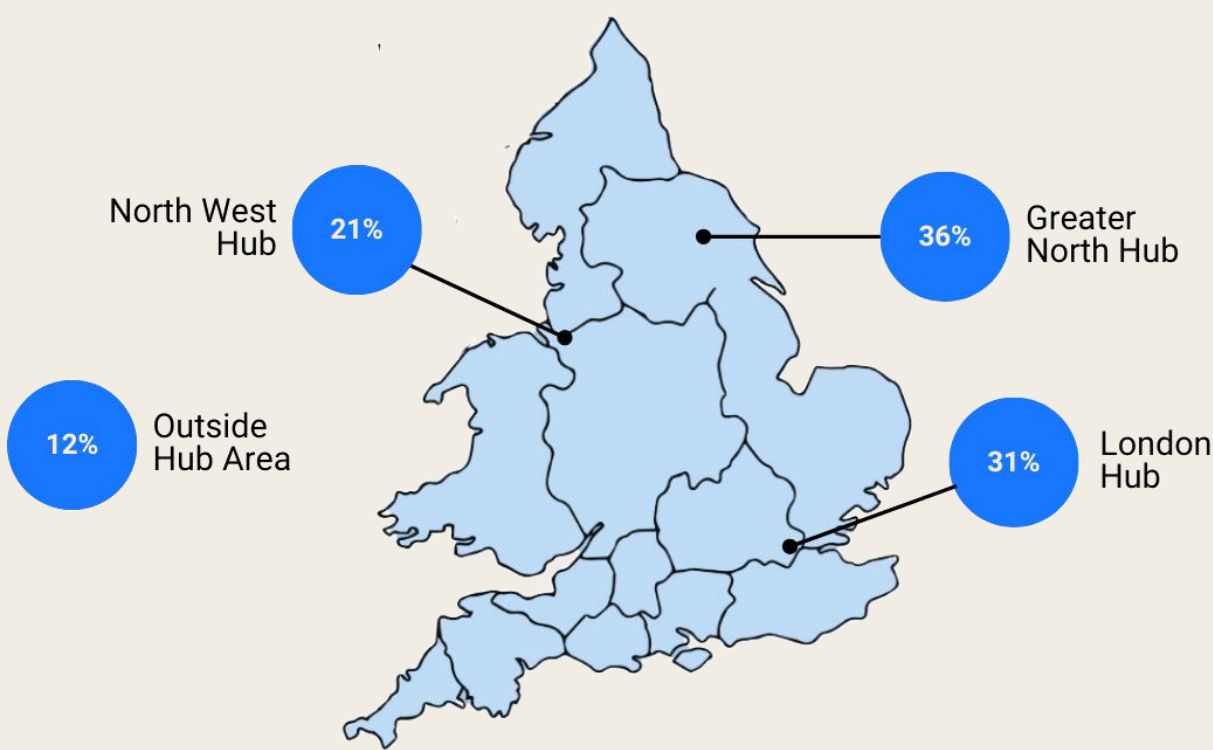 North West
Hub
21%
36%
Greater
North Hub
12%
Outside
Hub Area
31%
London
Hub